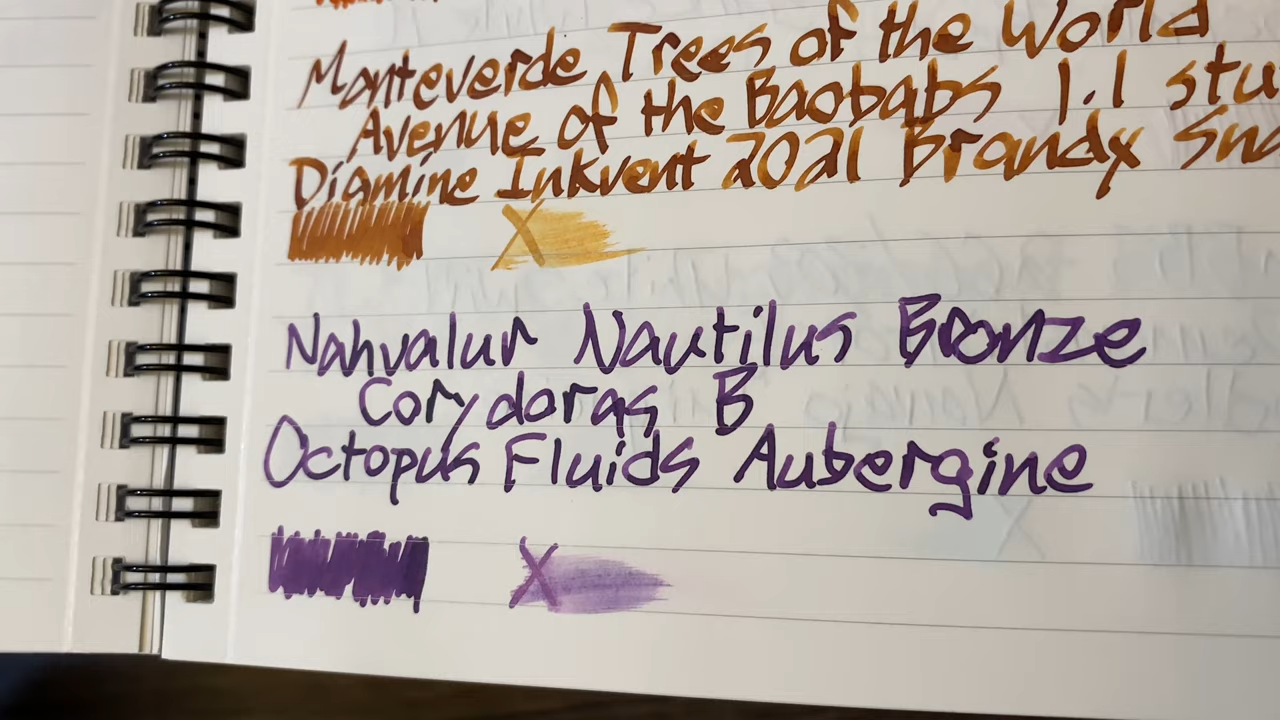 Monteverde Trees of the World
Avenue of the Baobabs 1.1 stu
Diamine Inkvent 2021 Brandy Sna
X
Nahvalur Nautilus Bronze
Corydoras B
Octopus Fluids Aubergine
X